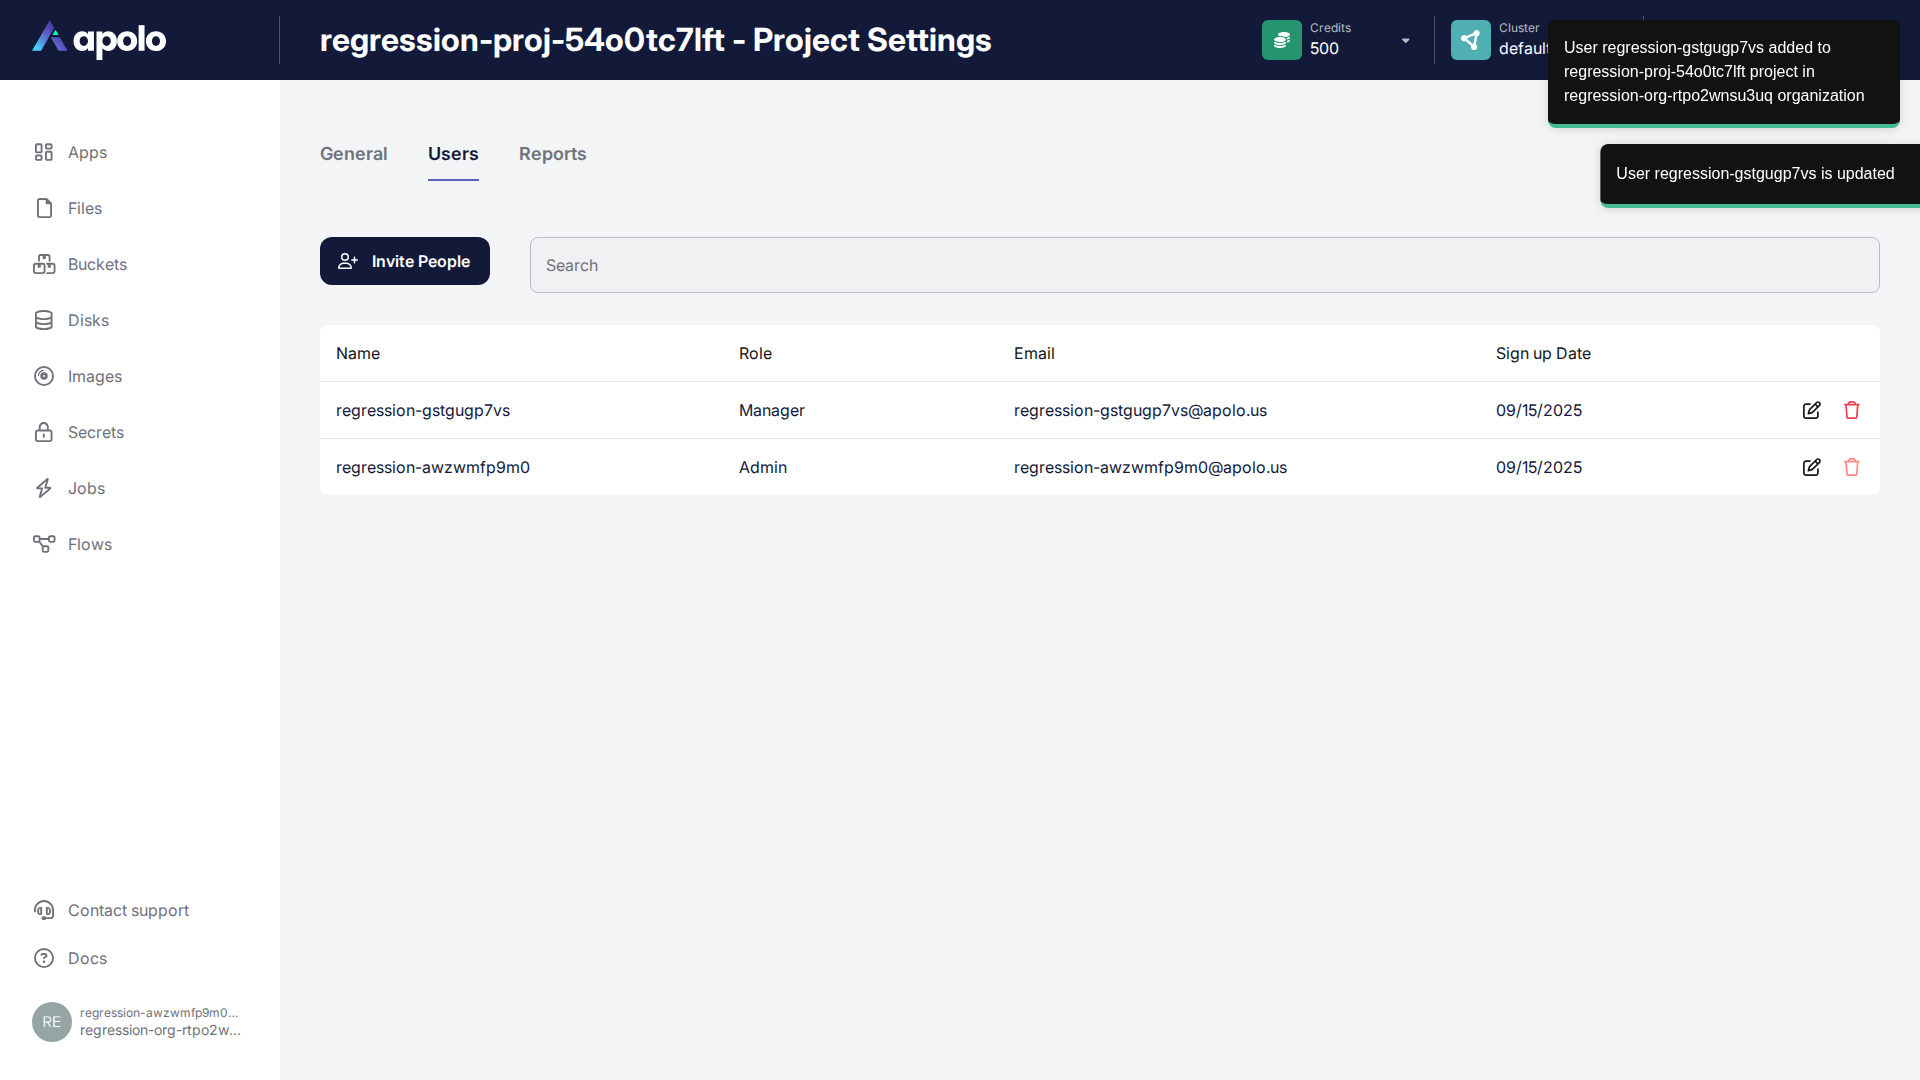 apolo
regression-proj-54o0tc7lft - Project Settings
Credits
500
Cluster
default
User regression-gstgugp7vs added to
regression-proj-54o0tc7lft project in
regression-org-rtpo2wnsu3uq organization
User regression-gstgugp7vs is updated
Apps
Files
Buckets
Disks
Images
Secrets
Jobs
Flows
Contact support
Docs
RE
regression-awzwmfp9m0...
regression-org-rtpo2w...
General Users Reports
Invite People
Search
Name Role Email Sign up Date
regression-gstgugp7vs Manager regression-gstgugp7vs@apolo.us 09/15/2025
regression-awzwmfp9m0 Admin regression-awzwmfp9m0@apolo.us 09/15/2025